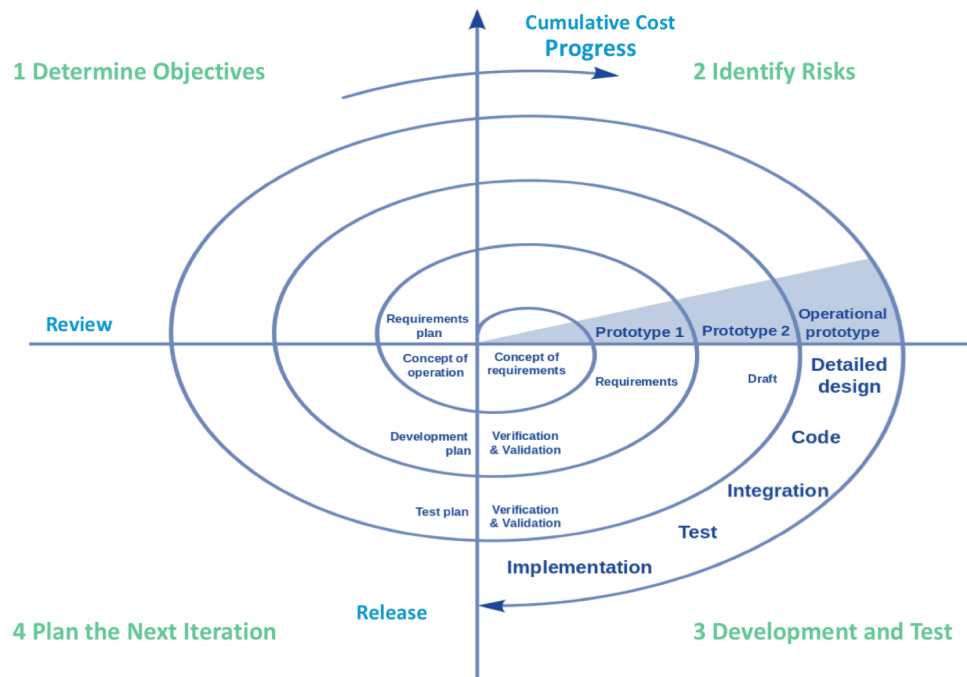 Cumulative Cost
Progress
1 Determine Objectives
2 Identify Risks
Review
Requirements
plan
Prototype 1
Prototype 2
Operational
prototype
Concept of
operation
Concept of
requirements
Requirements
Draft
Detailed
design
Code
Development
plan
Verification
& Validation
Integration
Test plan
Verification
& Validation
Test
Implementation
Release
4 Plan the Next Iteration
3 Development and Test